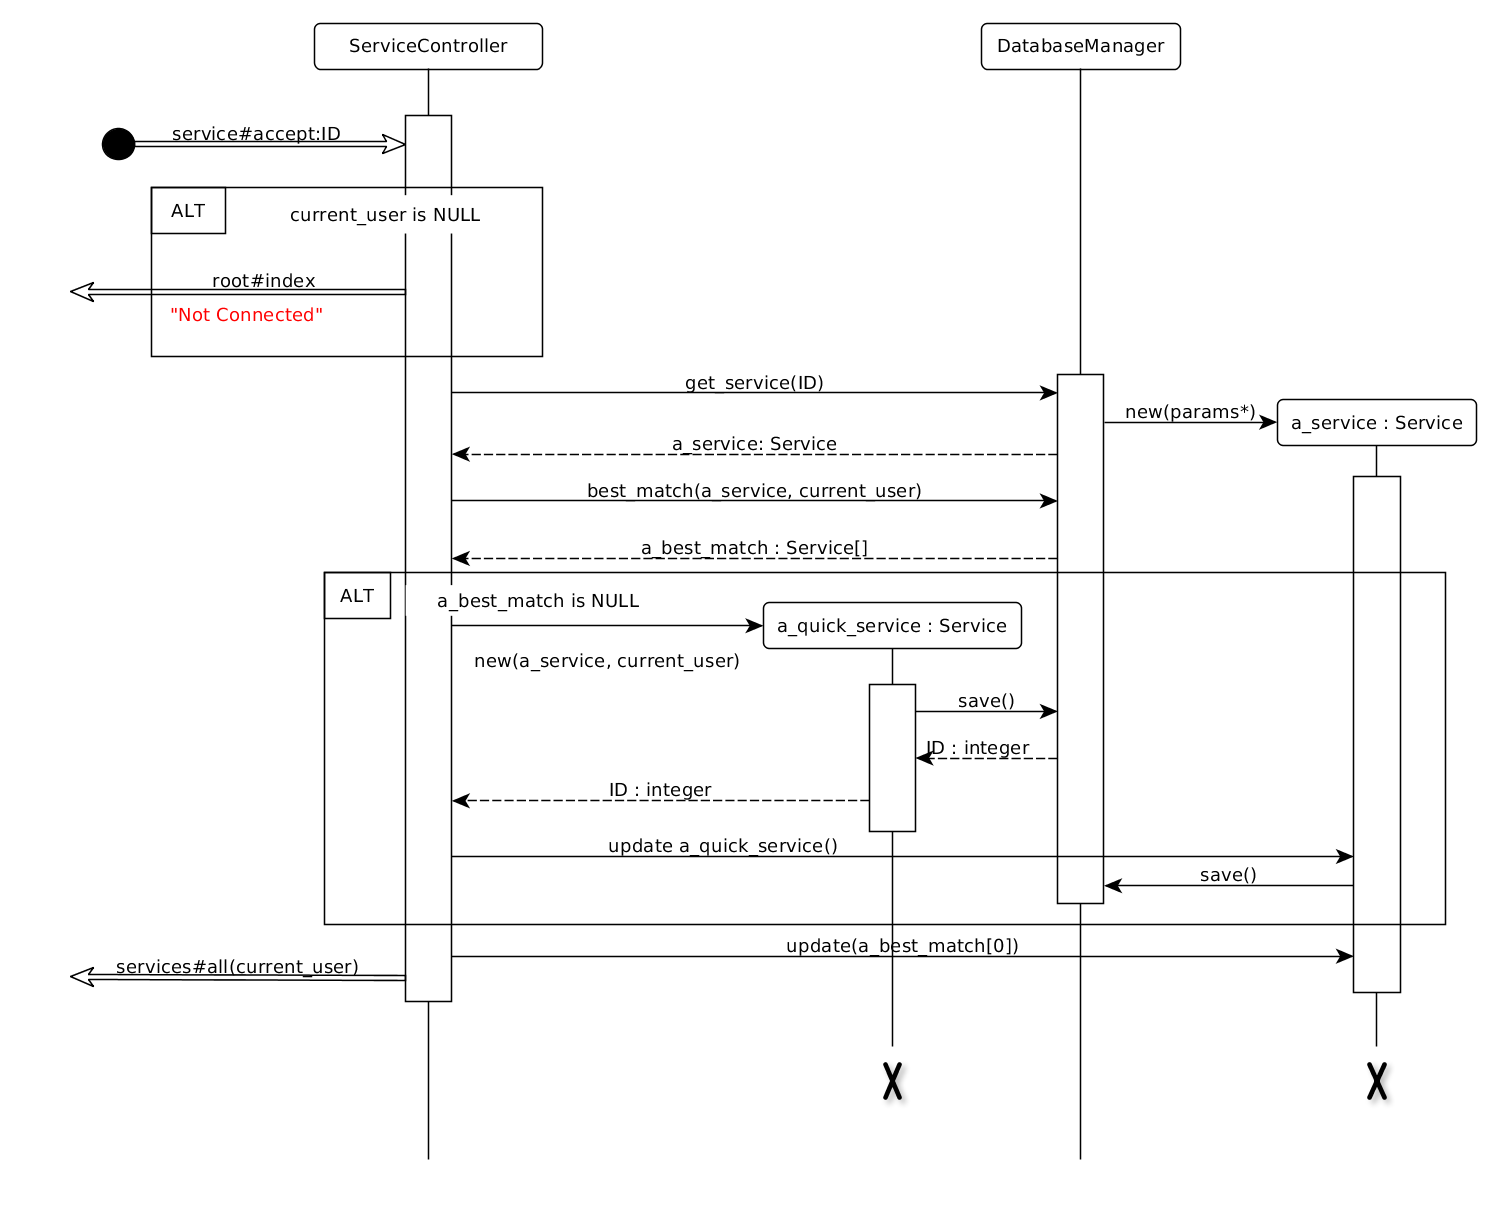 ServiceController
DatabaseManager
service#accept:ID
ALT
current_user is NULL
root#index
"Not Connected"
get_service(ID)
new(params*)
a_service : Service
a_service: Service
best_match(a_service, current_user)
a_best_match : Service[]
ALT
a_best_match is NULL
a_quick_service : Service
new(a_service, current_user)
save()
ID : integer
ID : integer
update a_quick_service()
save()
update(a_best_match[0])
services#all(current_user)